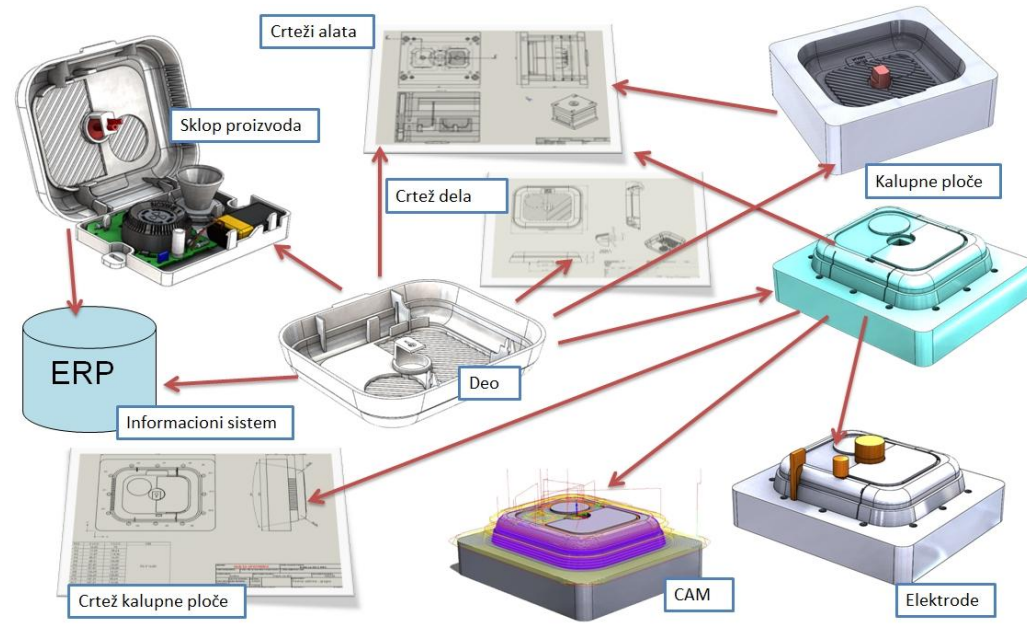 Crteži alata
Sklop proizvoda
Kalupne ploče
Crtež dela
ERP
Deo
Informacioni sistem
Crtež kalupne ploče
CAM
Elektrode